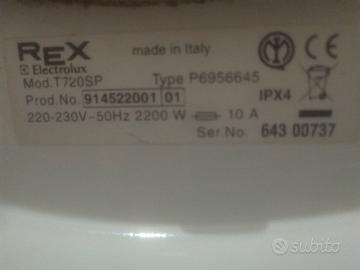 REX made in Italy
Electrolux
Mod.T720SP Type P6956645
Prod.No. 914522001 01 IPX4
220-230V~50Hz 2200 W 10 A
Ser.No. 643 00737
subito